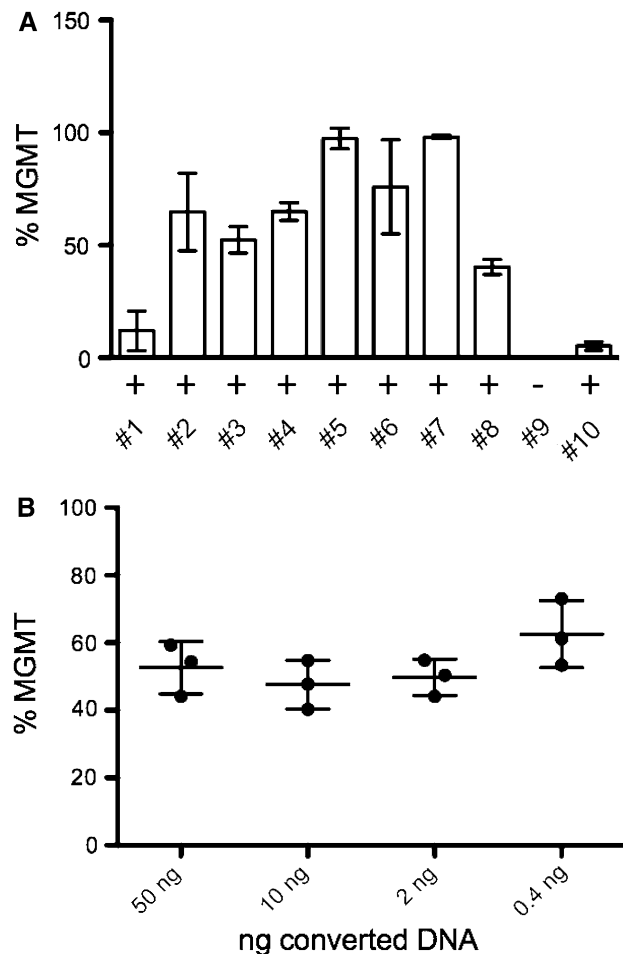 A
150
100
50
0
% MGMT
+ + + + + + + + - +
#1 #2 #3 #4 #5 #6 #7 #8 #9 #10
B
100
80
60
40
20
0
% MGMT
50 ng 10 ng 2 ng 0.4 ng
ng converted DNA